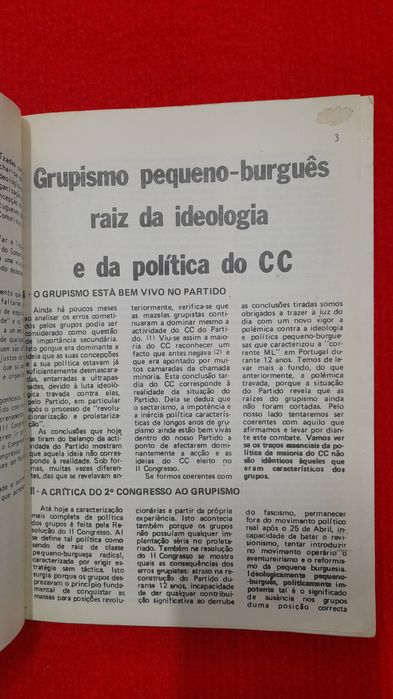 3
Grupismo pequeno-burguês
raiz da ideologia
e da política do CC
I - O GRUPISMO ESTÁ BEM VIVO NO PARTIDO
Ainda há poucos meses
ao analisar os erros cometi-
dos pelos grupos podia ser
considerado como questão
de importância secundária.
Isto porque era dominante a
ideia que as suas concepções
e a sua política estavam já
suficientemente desmascara-
das, enterradas e ultrapas-
sadas, devido à luta ideoló-
gica travada contra elas,
pelo Partido, em particular
após o processo de "revolu-
cionarização e proletariza-
ção".
As conclusões que hoje
se tiram do balanço da acti-
vidade do Partido mostram
que aquela ideia não corres-
ponde à realidade. Sob for-
mas, muitas vezes diferen-
tes, das que se revelavam an-
teriormente, verifica-se que
as mazelas grupistas conti-
nuaram a dominar mesmo a
actividade do CC do Parti-
do. (1) Viu-se assim a maio-
ria do CC reconhecer um
facto que antes negava (2) e
que era apontado por mui-
tos camaradas da chamada
minoria. Esta conclusão tar-
dia do CC corresponde à
realidade da situação do
Partido. Dela se deduz que
o sectarismo, a impotência e
a inércia política caracterís-
ticas de longos anos de gru-
pismo ainda estão bem vivas
dentro do nosso Partido a
ponto de afectarem domi-
nantemente a acção e as
ideias do CC eleito no
II Congresso.
Se formos coerentes com
as conclusões tiradas somos
obrigados a trazer à luz do
dia com um novo vigor a
polémica contra a ideologia
e política pequeno-burgue-
sas que caracterizou a "cor-
rente ML" em Portugal du-
rante 12 anos. Temos de le-
var mais a fundo, do que
anteriormente, a polémica
travada, porque a situação
do Partido revela que as
raízes do grupismo ainda
não foram cortadas. Pelo
nosso lado tentaremos ser
coerentes com aquilo que
afirmamos, e levar por dian-
te este combate. Vamos ver
se os traços essenciais da po-
lítica da maioria do CC não
são idênticos àqueles que
eram característicos dos
grupos.
II - A CRÍTICA DO 2º CONGRESSO AO GRUPISMO
Até hoje a caracterização
mais completa da política
dos grupos é feita pela Re-
solução do II Congresso. Aí
se define tal política como
sendo de raiz de classe
pequeno-burguesa radical,
caracterizada por erigir es-
tratégia sem táctica. Isto
surgia porque os grupos des-
prezavam o princípio funda-
mental de conquistar as
massas para posições revolu-
cionárias a partir da própria
experiência. Isto acontecia
também porque os grupos
não possuíam qualquer im-
plantação séria no proleta-
riado. Também na resolução
do II Congresso se mostra
quais as consequências dos
erros grupistas: atraso na re-
construção do Partido du-
rante 12 anos, incapacidade
de dar qualquer contribui-
ção significativa ao derrube
do fascismo, permanecer
fora do movimento político
real após o 25 de Abril, in-
capacidade de bater o revi-
sionismo, tentar introduzir
no movimento operário o
aventureirismo e o reformis-
mo da pequena burguesia.
Ideologicamente pequeno-
-burguês, politicamente im-
potente tal é o significado
de ausência nos grupos
duma posição correcta